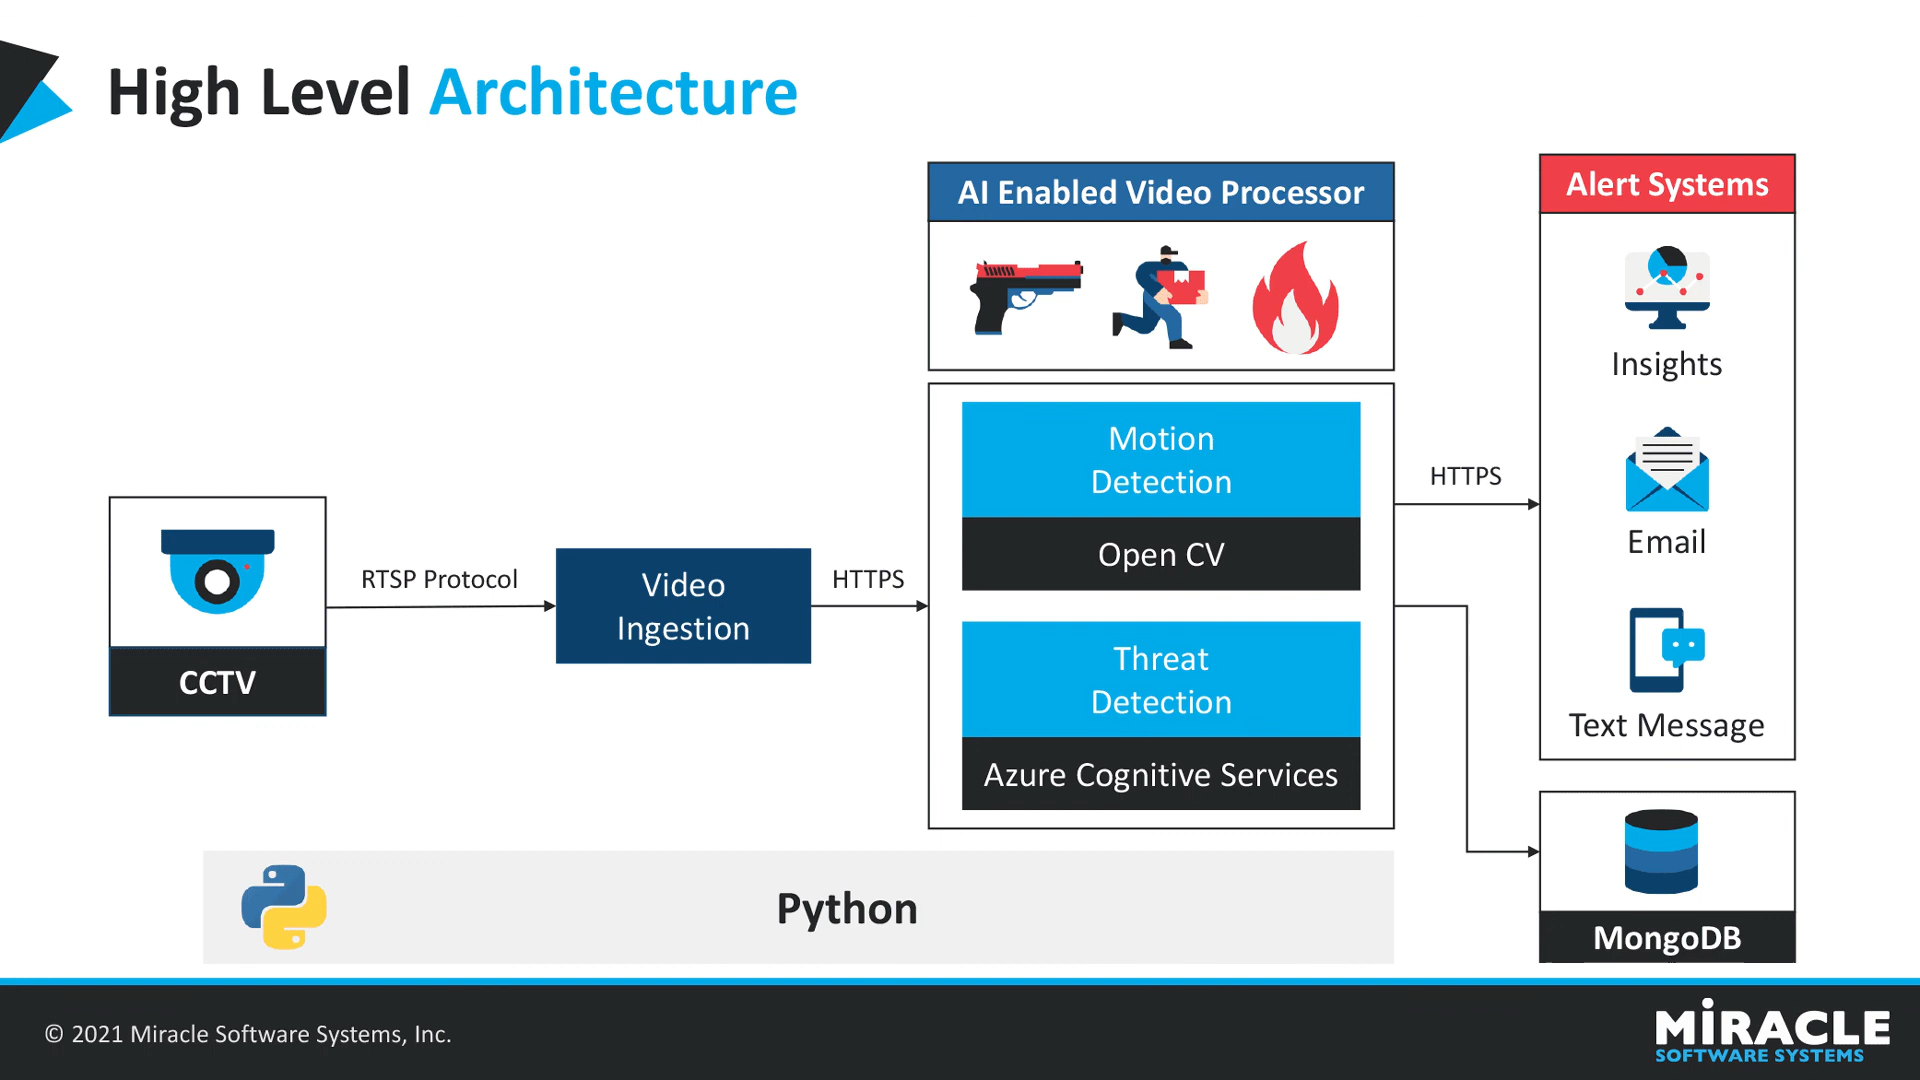 High Level Architecture
AI Enabled Video Processor
Alert Systems
Insights
Email
Text Message
Motion
Detection
Open CV
Threat
Detection
Azure Cognitive Services
HTTPS
CCTV
RTSP Protocol
Video
Ingestion
HTTPS
Python
MongoDB
© 2021 Miracle Software Systems, Inc.
MiRACLE
SOFTWARE SYSTEMS